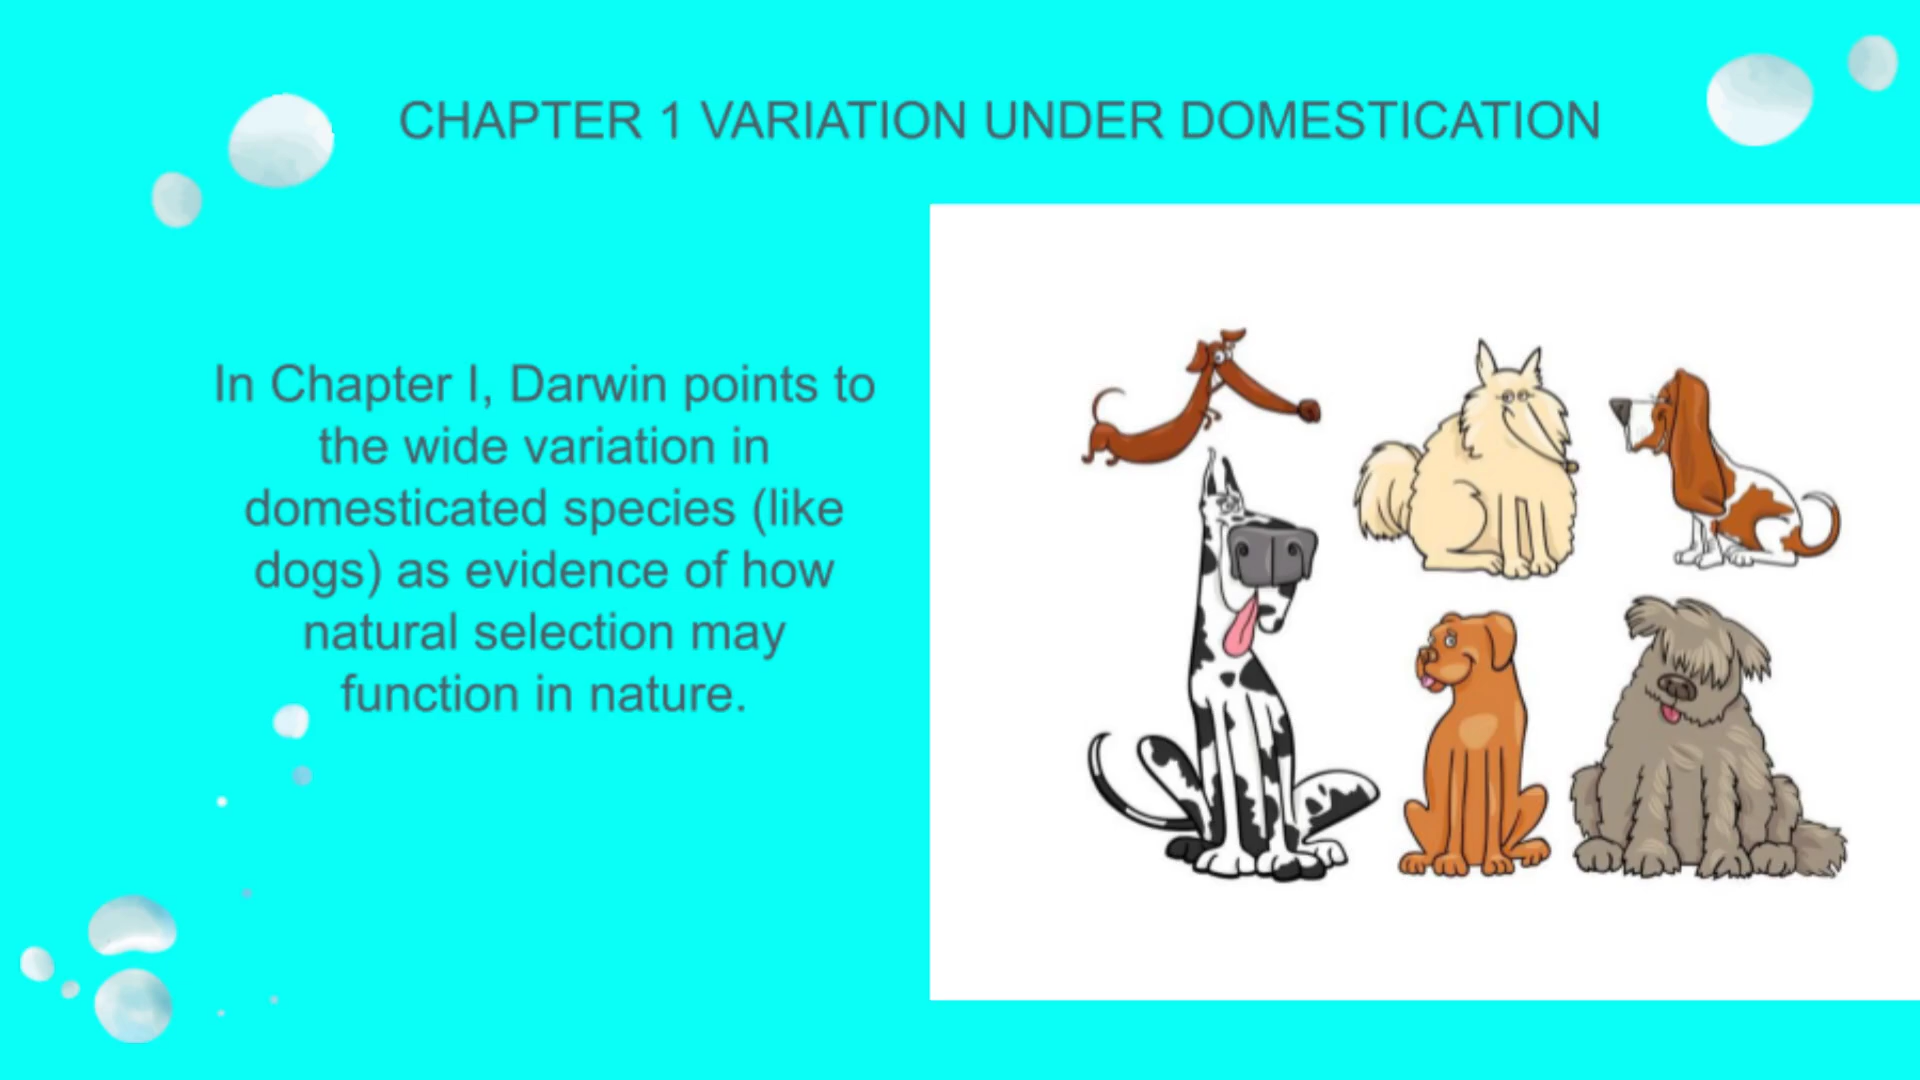 CHAPTER 1 VARIATION UNDER DOMESTICATION
In Chapter I, Darwin points to
the wide variation in
domesticated species (like
dogs) as evidence of how
natural selection may
function in nature.